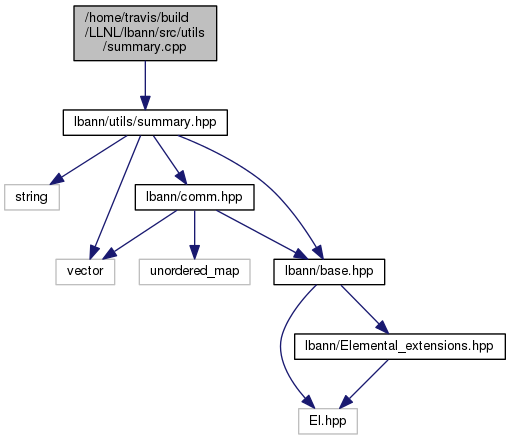 /home/travis/build
/LLNL/lbann/src/utils
/summary.cpp
lbann/utils/summary.hpp
string
lbann/comm.hpp
vector
unordered_map
lbann/base.hpp
lbann/Elemental_extensions.hpp
El.hpp